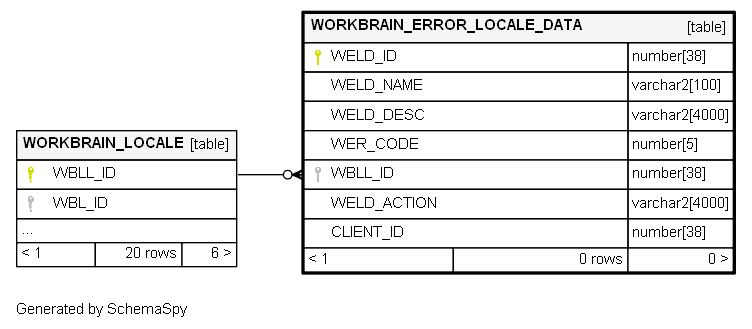 WORKBRAIN_ERROR_LOCALE_DATA [table]
WELD_ID number[38]
WELD_NAME varchar2[100]
WELD_DESC varchar2[4000]
WER_CODE number[5]
WBLL_ID number[38]
WELD_ACTION varchar2[4000]
CLIENT_ID number[38]
< 1 0 rows 0 >
WORKBRAIN_LOCALE [table]
WBLL_ID
WBL_ID
...
< 1 20 rows 6 >
Generated by SchemaSpy